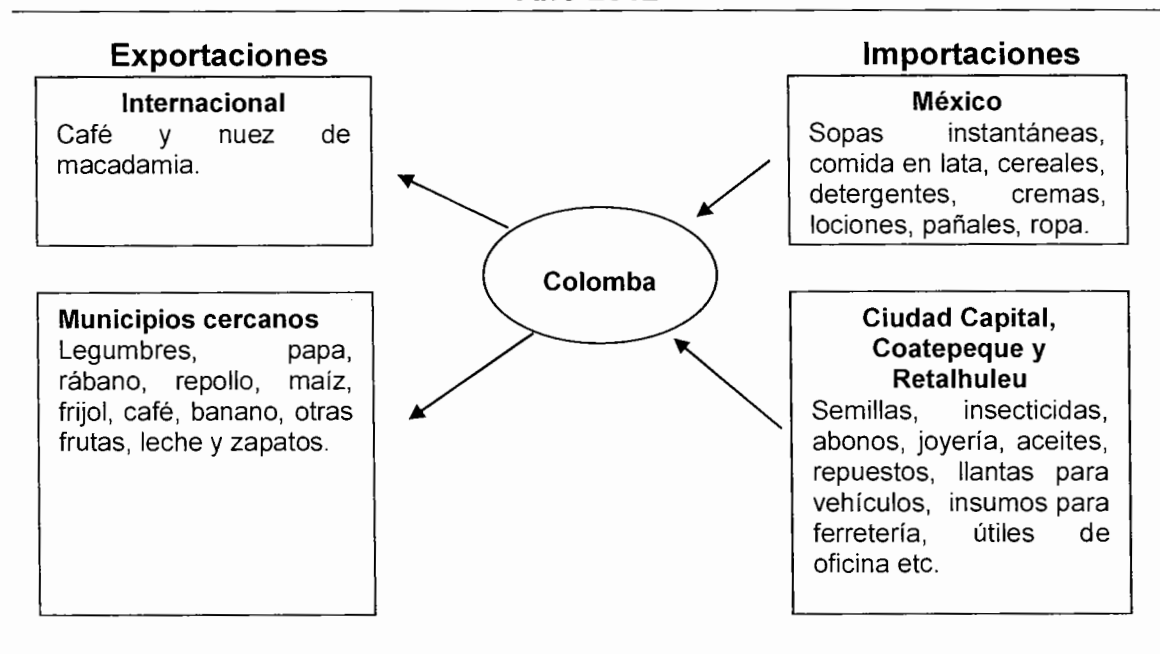 Exportaciones
Internacional
Café y nuez de
macadamia.
Municipios cercanos
Legumbres, papa,
rábano, repollo, maíz,
frijol, café, banano, otras
frutas, leche y zapatos.
Colomba
Importaciones
México
Sopas instantáneas,
comida en lata, cereales,
detergentes, cremas,
lociones, pañales, ropa.
Ciudad Capital,
Coatepeque y
Retalhuleu
Semillas, insecticidas,
abonos, joyería, aceites,
repuestos, llantas para
vehículos, insumos para
ferretería, útiles de
oficina etc.